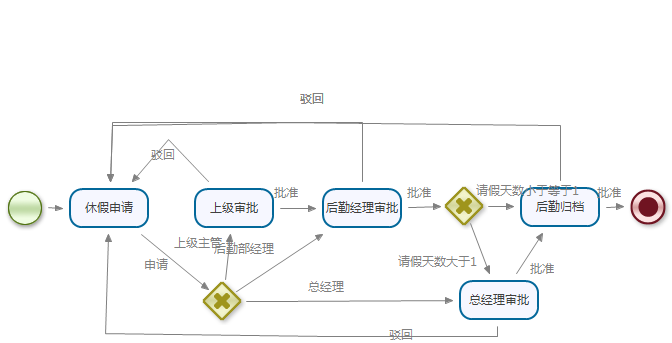 驳回
驳回
请假天数小于等于1
批准
批准
批准
休假申请
上级审批
后勤经理审批
后勤归档
上级主管
后勤部经理
申请
请假天数大于1
批准
总经理
总经理审批
驳回